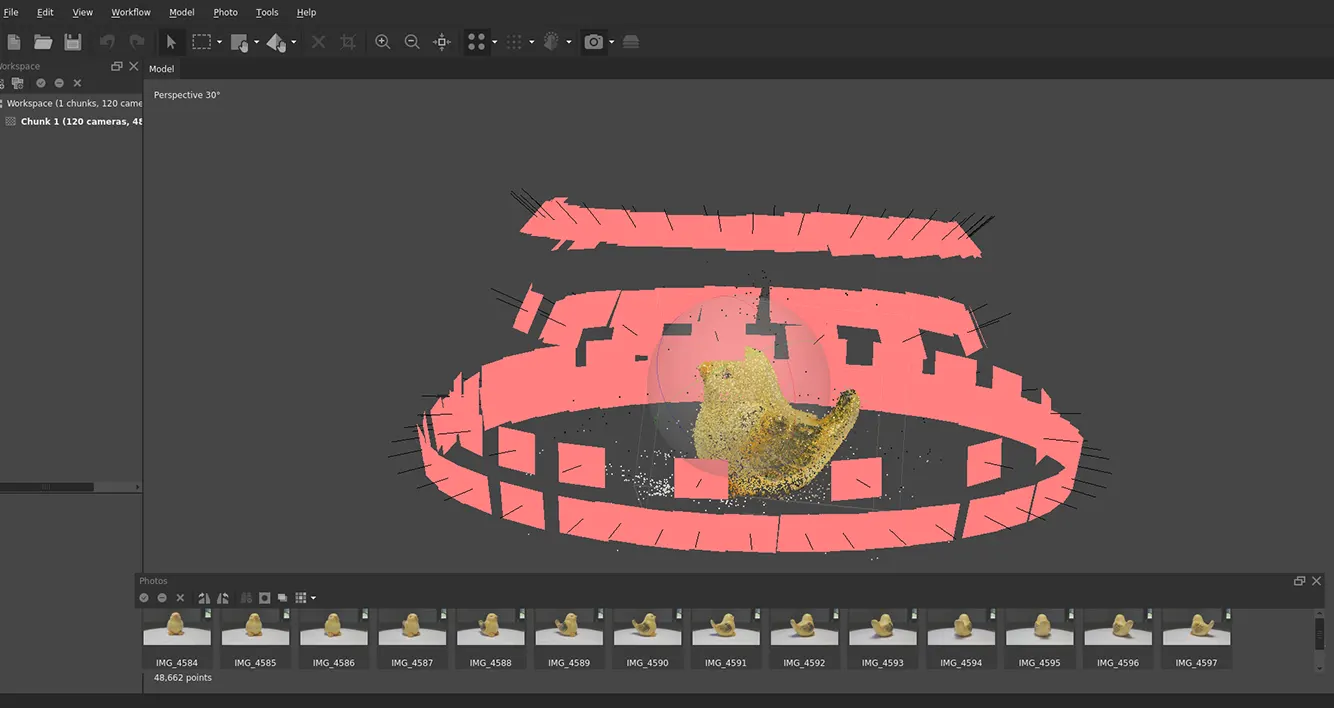 File Edit View Workflow Model Photo Tools Help
Workspace
Model
Workspace (1 chunks, 120 came
Chunk 1 (120 cameras, 48
Perspective 30°
Photos
IMG_4584 IMG_4585 IMG_4586 IMG_4587 IMG_4588 IMG_4589 IMG_4590 IMG_4591 IMG_4592 IMG_4593 IMG_4594 IMG_4595 IMG_4596 IMG_4597
48,662 points